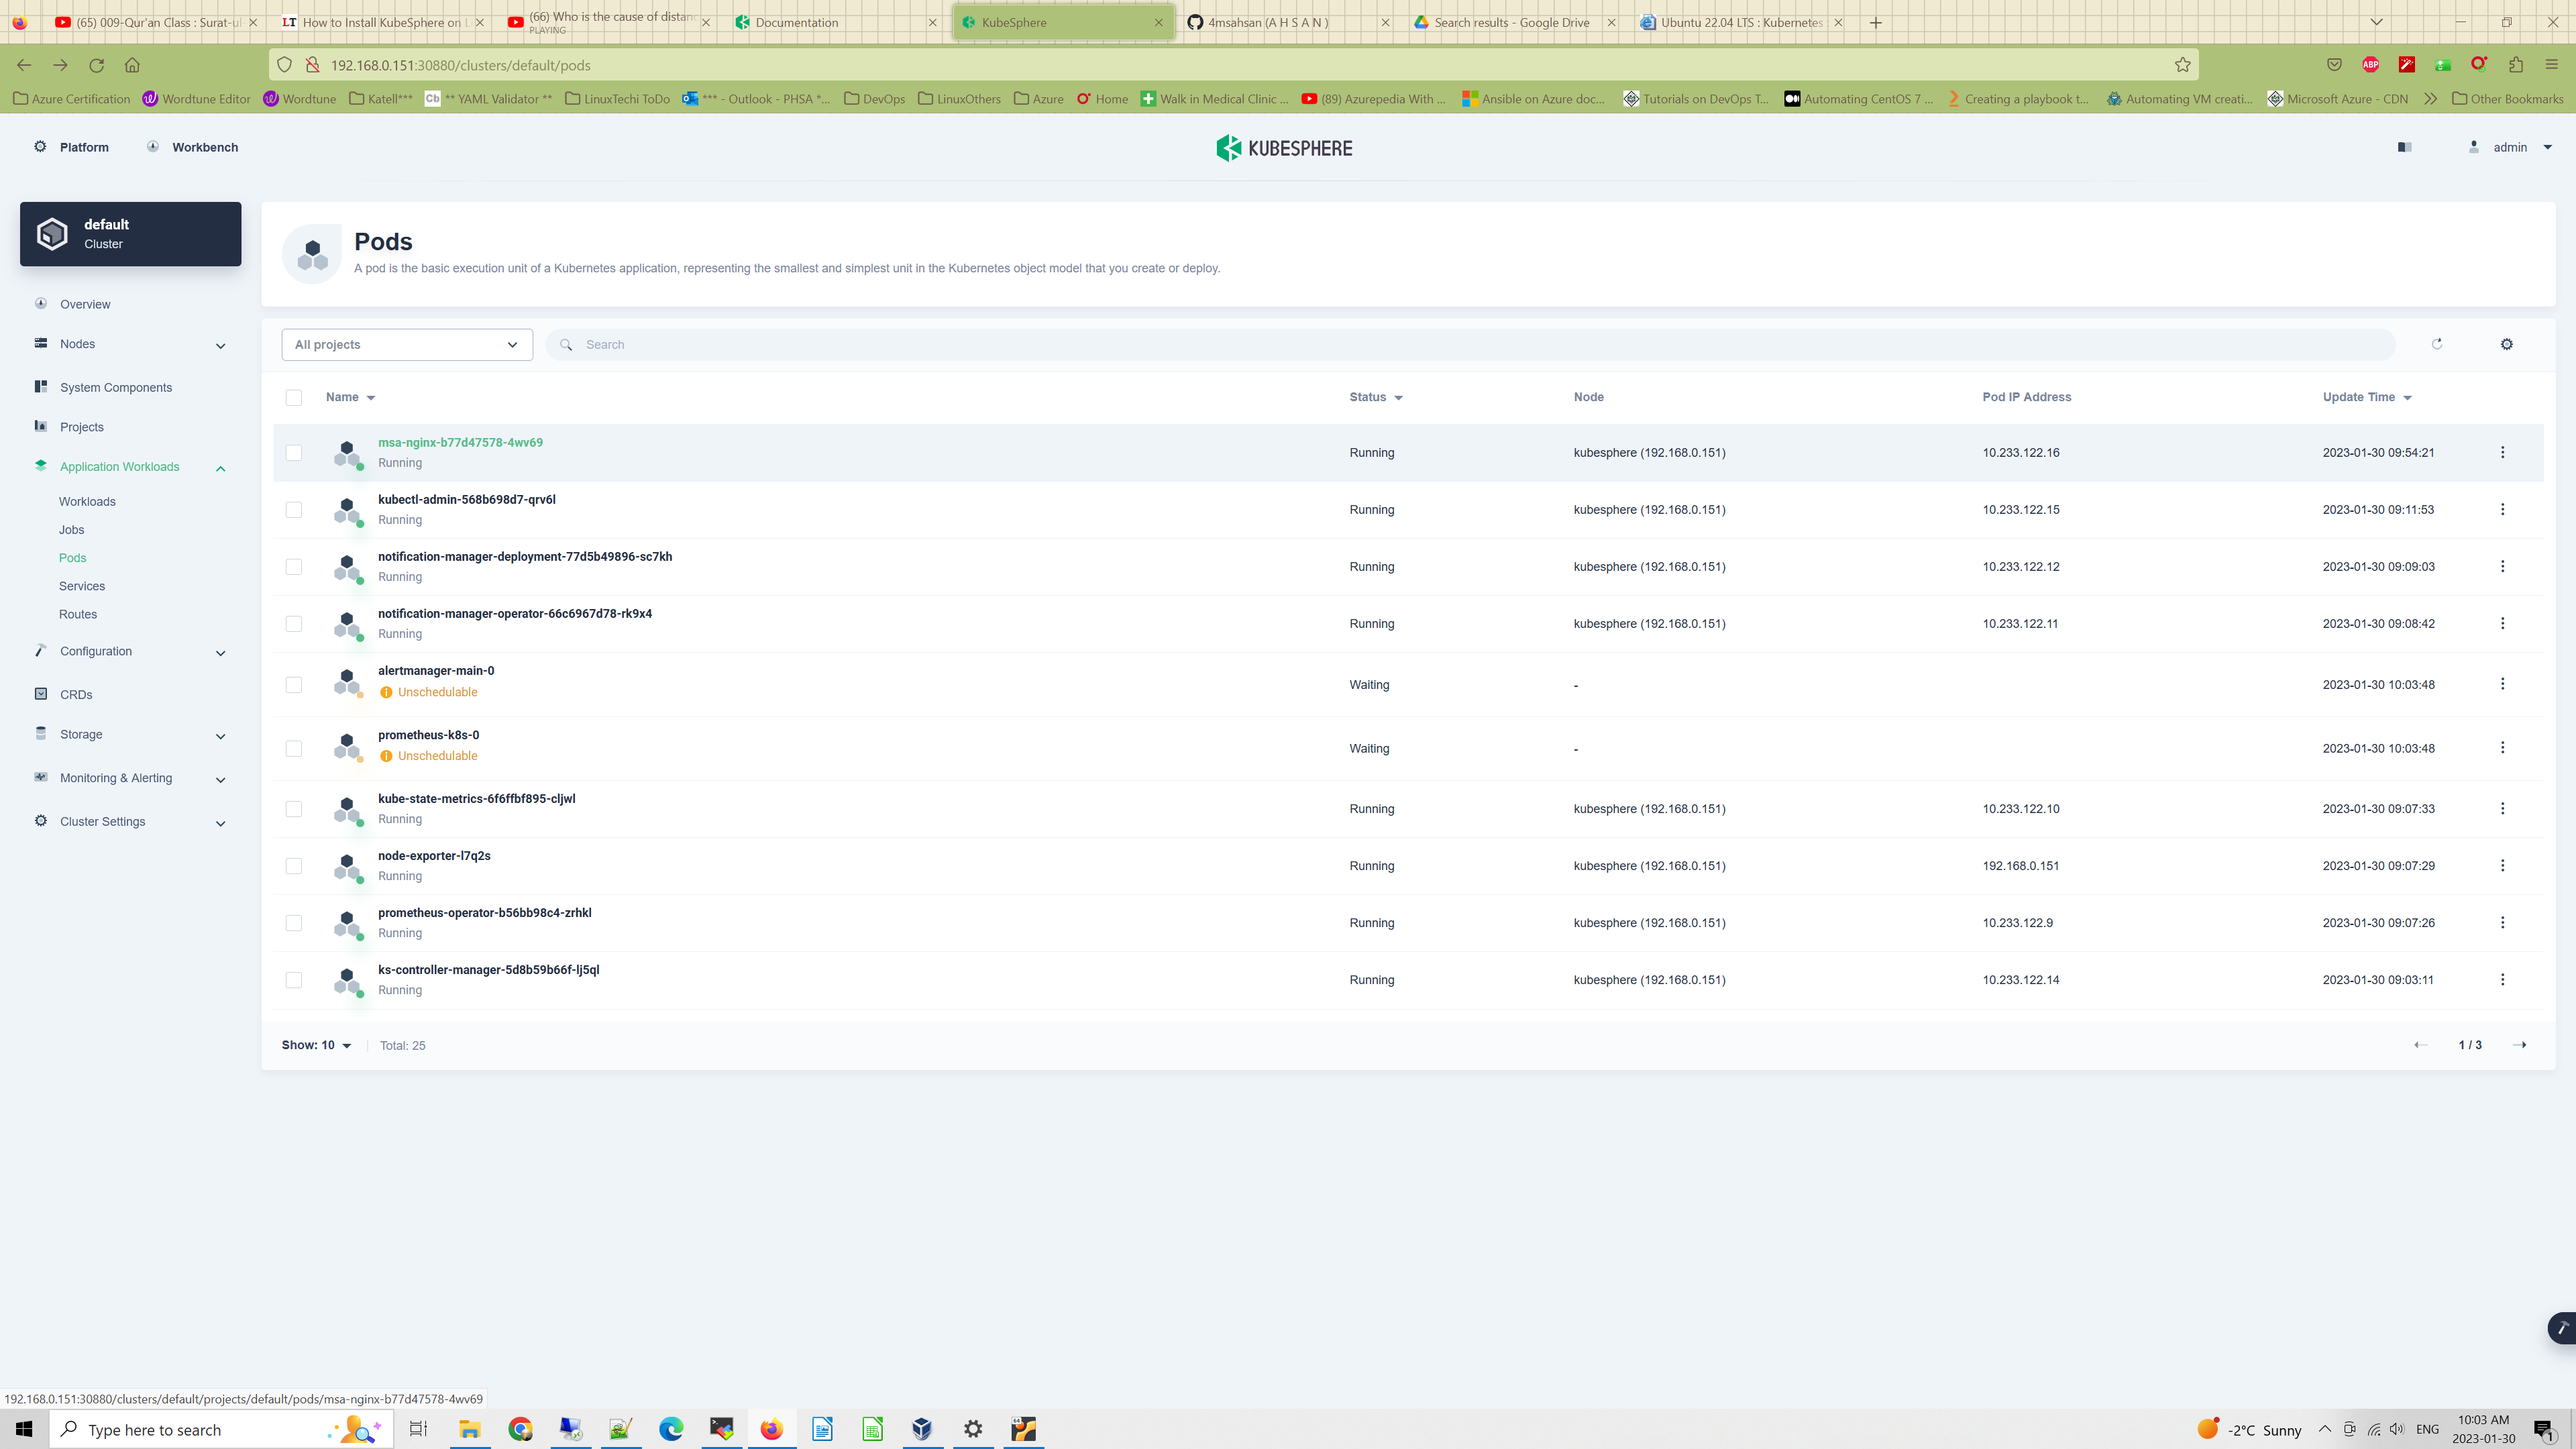 (65) 009-Qur'an Class : Surat-ul-
LT How to Install KubeSphere on L
(66) Who is the cause of distanc
PLAYING
Documentation
KubeSphere
4msahsan (A H S A N )
Search results - Google Drive
Ubuntu 22.04 LTS : Kubernetes :
192.168.0.151:30880/clusters/default/pods
ABP
Azure Certification
Wordtune Editor
Wordtune
Katell***
Cb ** YAML Validator **
LinuxTechi ToDo
*** - Outlook - PHSA *...
DevOps
LinuxOthers
Azure
Home
Walk in Medical Clinic ...
(89) Azurepedia With ...
Ansible on Azure doc...
Tutorials on DevOps T...
Automating CentOS 7 ...
Creating a playbook t...
Automating VM creati...
Microsoft Azure - CDN
Other Bookmarks
Platform
Workbench
KUBESPHERE
admin
default
Cluster
Overview
Nodes
System Components
Projects
Application Workloads
Workloads
Jobs
Pods
Services
Routes
Configuration
CRDs
Storage
Monitoring & Alerting
Cluster Settings
Pods
A pod is the basic execution unit of a Kubernetes application, representing the smallest and simplest unit in the Kubernetes object model that you create or deploy.
All projects
Search
Name Status Node Pod IP Address Update Time
msa-nginx-b77d47578-4wv69
Running
Running kubesphere (192.168.0.151) 10.233.122.16 2023-01-30 09:54:21
kubectl-admin-568b698d7-qrv6l
Running
Running kubesphere (192.168.0.151) 10.233.122.15 2023-01-30 09:11:53
notification-manager-deployment-77d5b49896-sc7kh
Running
Running kubesphere (192.168.0.151) 10.233.122.12 2023-01-30 09:09:03
notification-manager-operator-66c6967d78-rk9x4
Running
Running kubesphere (192.168.0.151) 10.233.122.11 2023-01-30 09:08:42
alertmanager-main-0
Unschedulable
Waiting - 2023-01-30 10:03:48
prometheus-k8s-0
Unschedulable
Waiting - 2023-01-30 10:03:48
kube-state-metrics-6f6ffbf895-cljwl
Running
Running kubesphere (192.168.0.151) 10.233.122.10 2023-01-30 09:07:33
node-exporter-l7q2s
Running
Running kubesphere (192.168.0.151) 192.168.0.151 2023-01-30 09:07:29
prometheus-operator-b56bb98c4-zrhkl
Running
Running kubesphere (192.168.0.151) 10.233.122.9 2023-01-30 09:07:26
ks-controller-manager-5d8b59b66f-lj5ql
Running
Running kubesphere (192.168.0.151) 10.233.122.14 2023-01-30 09:03:11
Show: 10
Total: 25
1 / 3
192.168.0.151:30880/clusters/default/projects/default/pods/msa-nginx-b77d47578-4wv69
Type here to search
-2°C Sunny
ENG
10:03 AM
2023-01-30
1